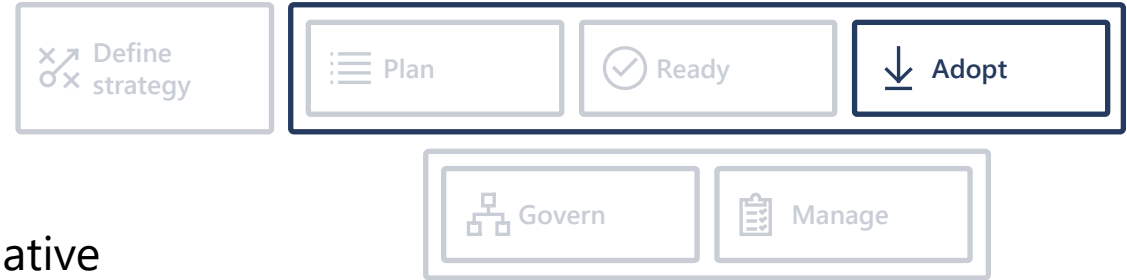 Define
strategy
Plan
Ready
Adopt
Govern
Manage
ative